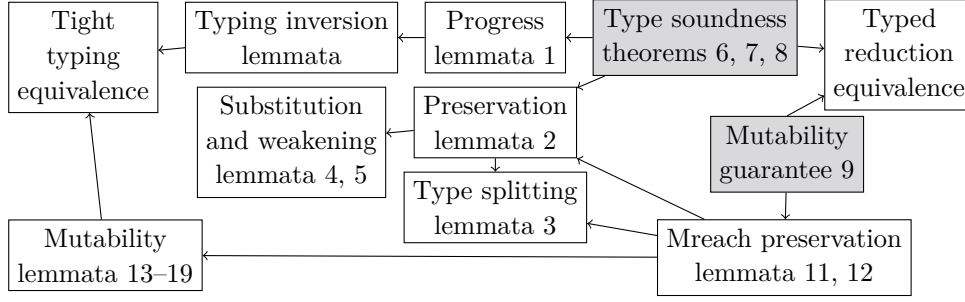 Tight
typing
equivalence
Typing inversion
lemmata
Progress
lemmata 1
Type soundness
theorems 6, 7, 8
Typed
reduction
equivalence
Substitution
and weakening
lemmata 4, 5
Preservation
lemmata 2
Mutability
guarantee 9
Type splitting
lemmata 3
Mutability
lemmata 13–19
Mreach preservation
lemmata 11, 12